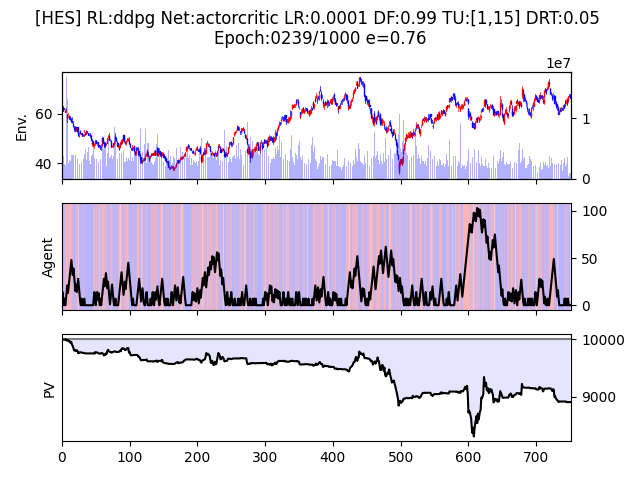 [HES] RL:ddpg Net:actorcritic LR:0.0001 DF:0.99 TU:[1,15] DRT:0.05
Epoch:0239/1000 e=0.76
1e7
Env.
60
40
1
0
Agent
100
50
0
PV
10000
9000
0 100 200 300 400 500 600 700